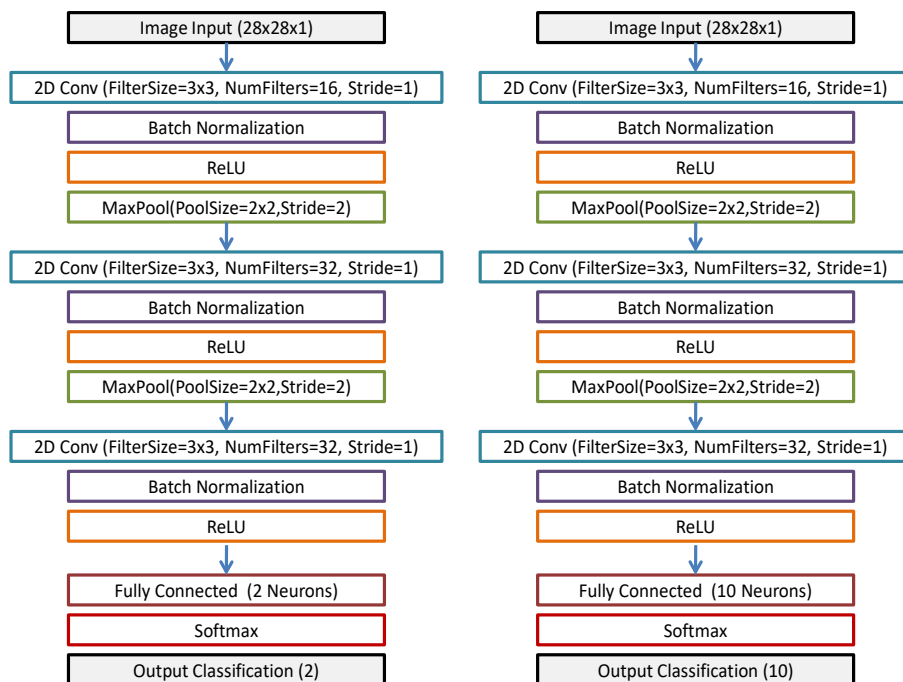 Image Input (28x28x1)
2D Conv (FilterSize=3x3, NumFilters=16, Stride=1)
Batch Normalization
ReLU
MaxPool(PoolSize=2x2,Stride=2)
2D Conv (FilterSize=3x3, NumFilters=32, Stride=1)
Batch Normalization
ReLU
MaxPool(PoolSize=2x2,Stride=2)
2D Conv (FilterSize=3x3, NumFilters=32, Stride=1)
Batch Normalization
ReLU
Fully Connected (2 Neurons)
Softmax
Output Classification (2)
Image Input (28x28x1)
2D Conv (FilterSize=3x3, NumFilters=16, Stride=1)
Batch Normalization
ReLU
MaxPool(PoolSize=2x2,Stride=2)
2D Conv (FilterSize=3x3, NumFilters=32, Stride=1)
Batch Normalization
ReLU
MaxPool(PoolSize=2x2,Stride=2)
2D Conv (FilterSize=3x3, NumFilters=32, Stride=1)
Batch Normalization
ReLU
Fully Connected (10 Neurons)
Softmax
Output Classification (10)